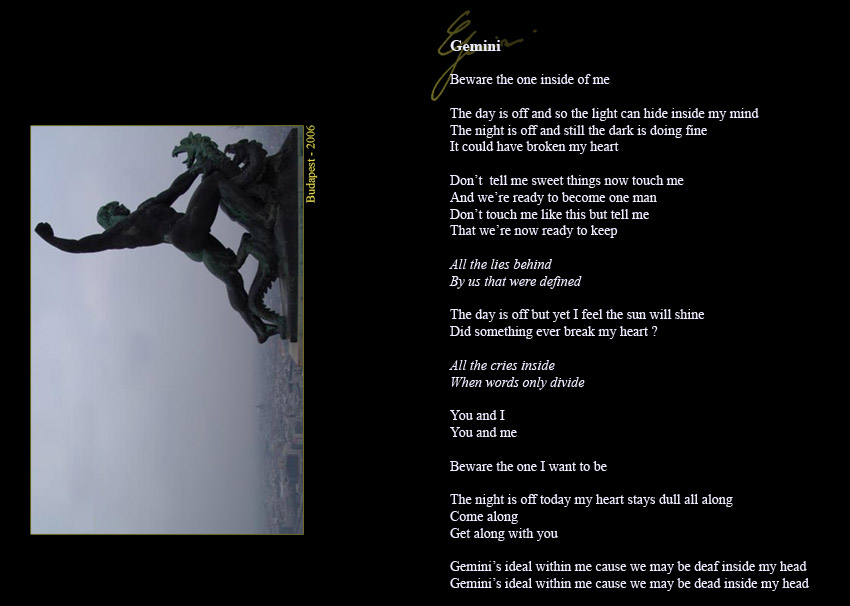 Gemini
Beware the one inside of me
The day is off and so the light can hide inside my mind
The night is off and still the dark is doing fine
It could have broken my heart
Don’t  tell me sweet things now touch me
And we’re ready to become one man
Don’t touch me like this but tell me
That we’re now ready to keep
All the lies behind
By us that were defined
The day is off but yet I feel the sun will shine
Did something ever break my heart ?
All the cries inside
When words only divide
You and I
You and me
Beware the one I want to be
The night is off today my heart stays dull all along
Come along
Get along with you
Gemini’s ideal within me cause we may be deaf inside my head
Gemini’s ideal within me cause we may be dead inside my head
Budapest - 2006